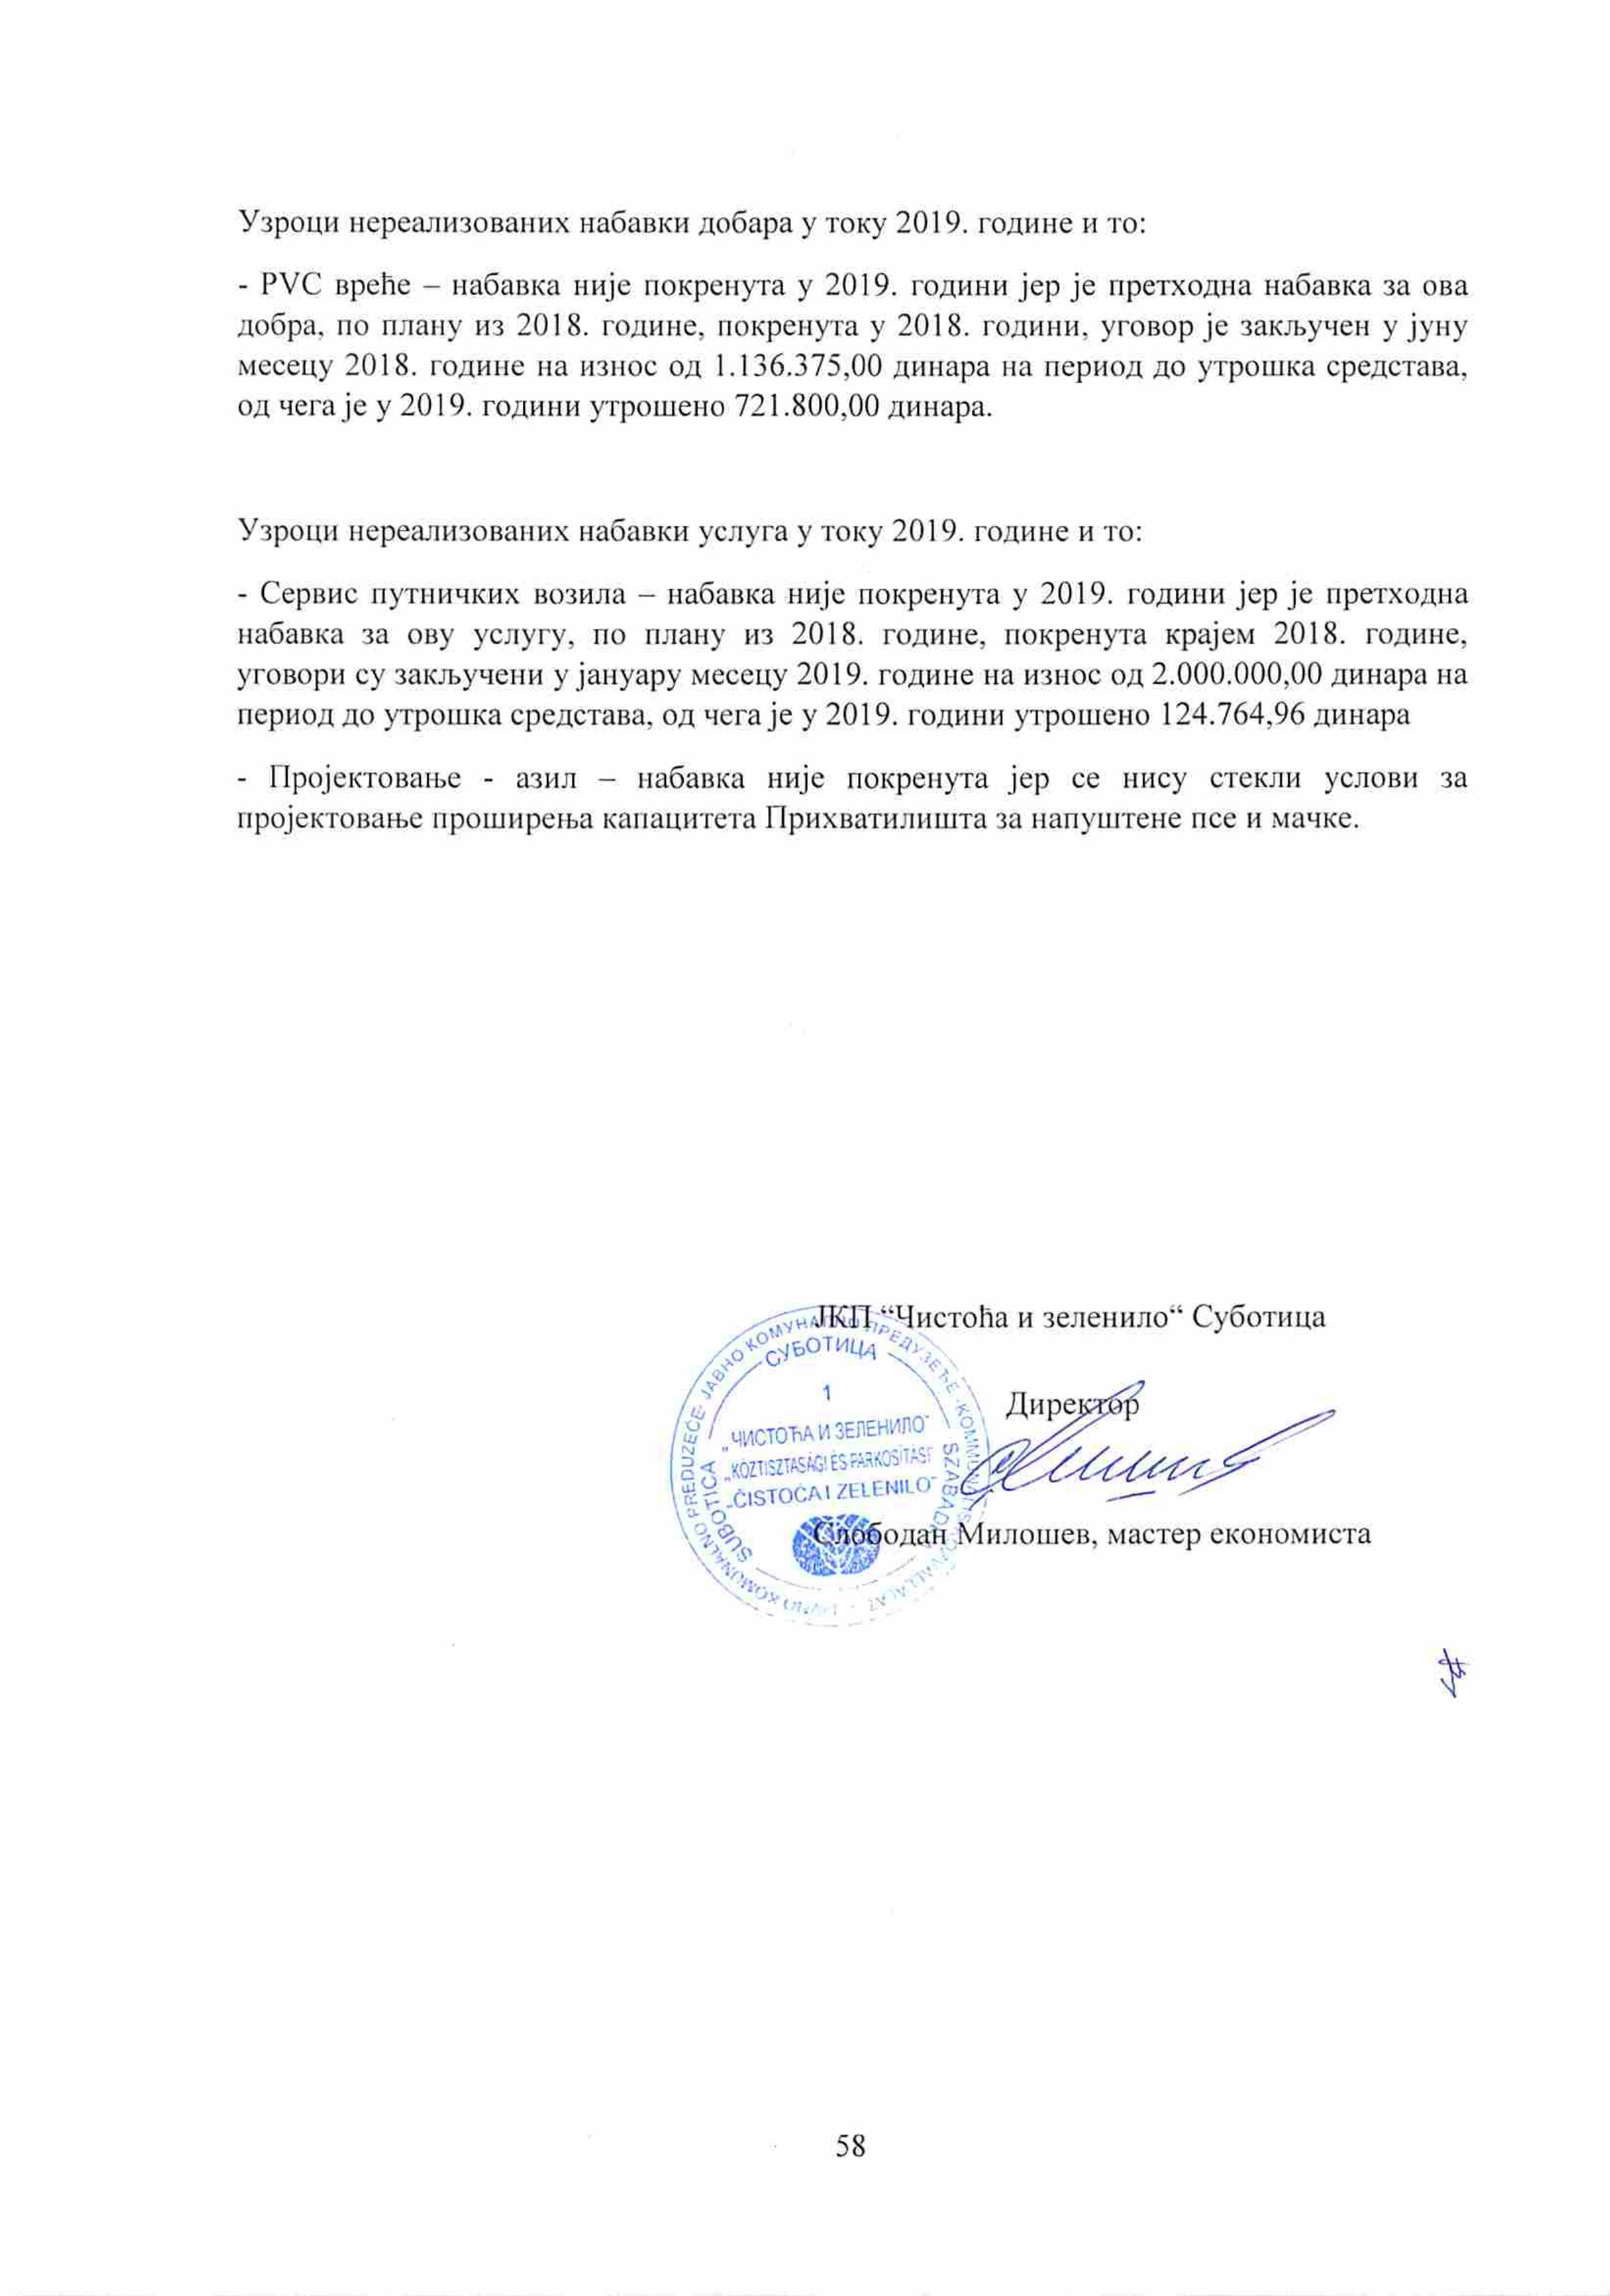 Узроци нереализованих набавки добара у току 2019. године и то:
- PVC вреће – набавка није покренута у 2019. години јер је претходна набавка за ова
добра, по плану из 2018. године, покренута у 2018. години, уговор је закључен у јуну
месецу 2018. године на износ од 1.136.375,00 динара на период до утрошка средстава,
од чега је у 2019. години утрошено 721.800,00 динара.
Узроци нереализованих набавки услуга у току 2019. године и то:
- Сервис путничких возила – набавка није покренута у 2019. години јер је претходна
набавка за ову услугу, по плану из 2018. године, покренута крајем 2018. године,
уговори су закључени у јануару месецу 2019. године на износ од 2.000.000,00 динара на
период до утрошка средстава, од чега је у 2019. години утрошено 124.764,96 динара
- Пројектовање - азил – набавка није покренута јер се нису стекли услови за
пројектовање проширења капацитета Прихватилишта за напуштене псе и мачке.
ЈКП “Чистоћа и зеленило“ Суботица
Директор
Слободан Милошев, мастер економиста
ЈАВНО КОМУНАЛНО ПРЕДУЗЕЋЕ
СУБОТИЦА
1
„ЧИСТОЋА И ЗЕЛЕНИЛО“
„KÖZTISZTASÁGI ÉS PARKOSÍTÁSI
„ČISTOĆA I ZELENILO“
SUBOTICA
KOMUNALNO PREDUZEĆE
58